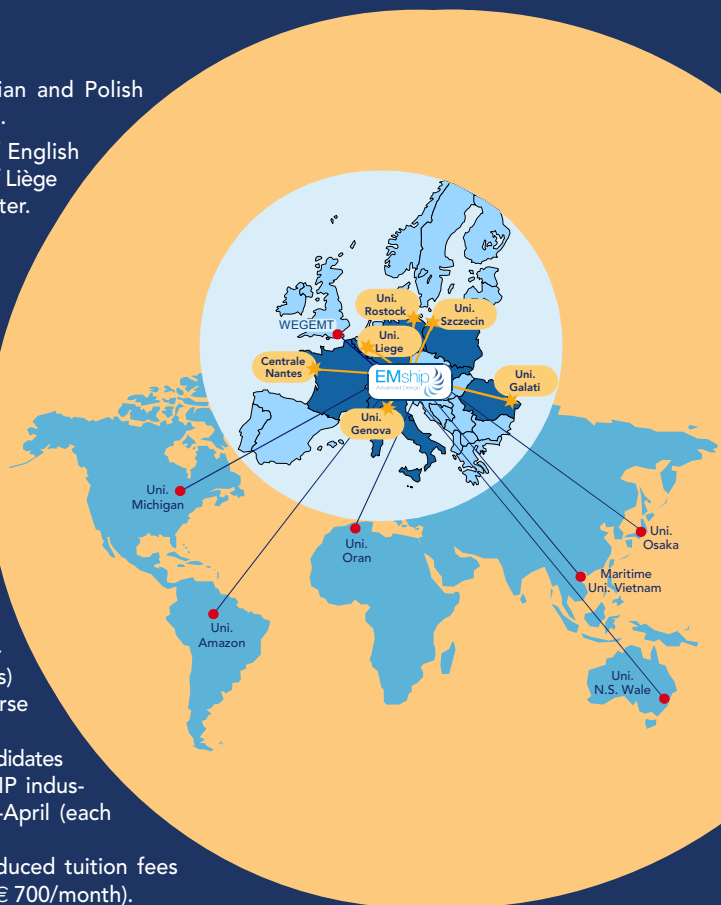 ian and Polish
.
English
Liège
ter.
Uni.
Rostock
Uni.
Szczecin
WEGEMT
Uni.
Liege
Centrale
Nantes
EMship
Advanced Design
Uni.
Galati
Uni.
Genova
Uni.
Michigan
Uni.
Oran
Uni.
Osaka
Maritime
Uni. Vietnam
Uni.
Amazon
Uni.
N.S. Wale
s)
rse
didates
IP indus-
-April (each
duced tuition fees
€ 700/month).